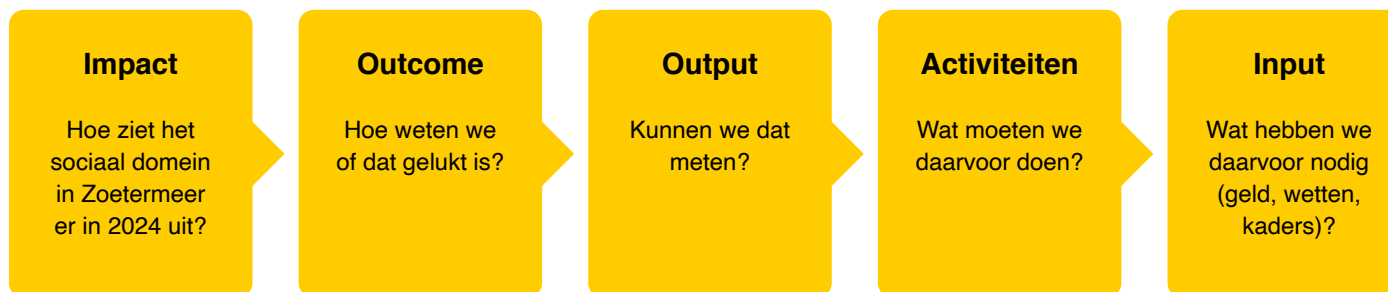 Impact
Hoe ziet het
sociaal domein
in Zoetermeer
er in 2024 uit?
Outcome
Hoe weten we
of dat gelukt is?
Output
Kunnen we dat
meten?
Activiteiten
Wat moeten we
daarvoor doen?
Input
Wat hebben we
daarvoor nodig
(geld, wetten,
kaders)?